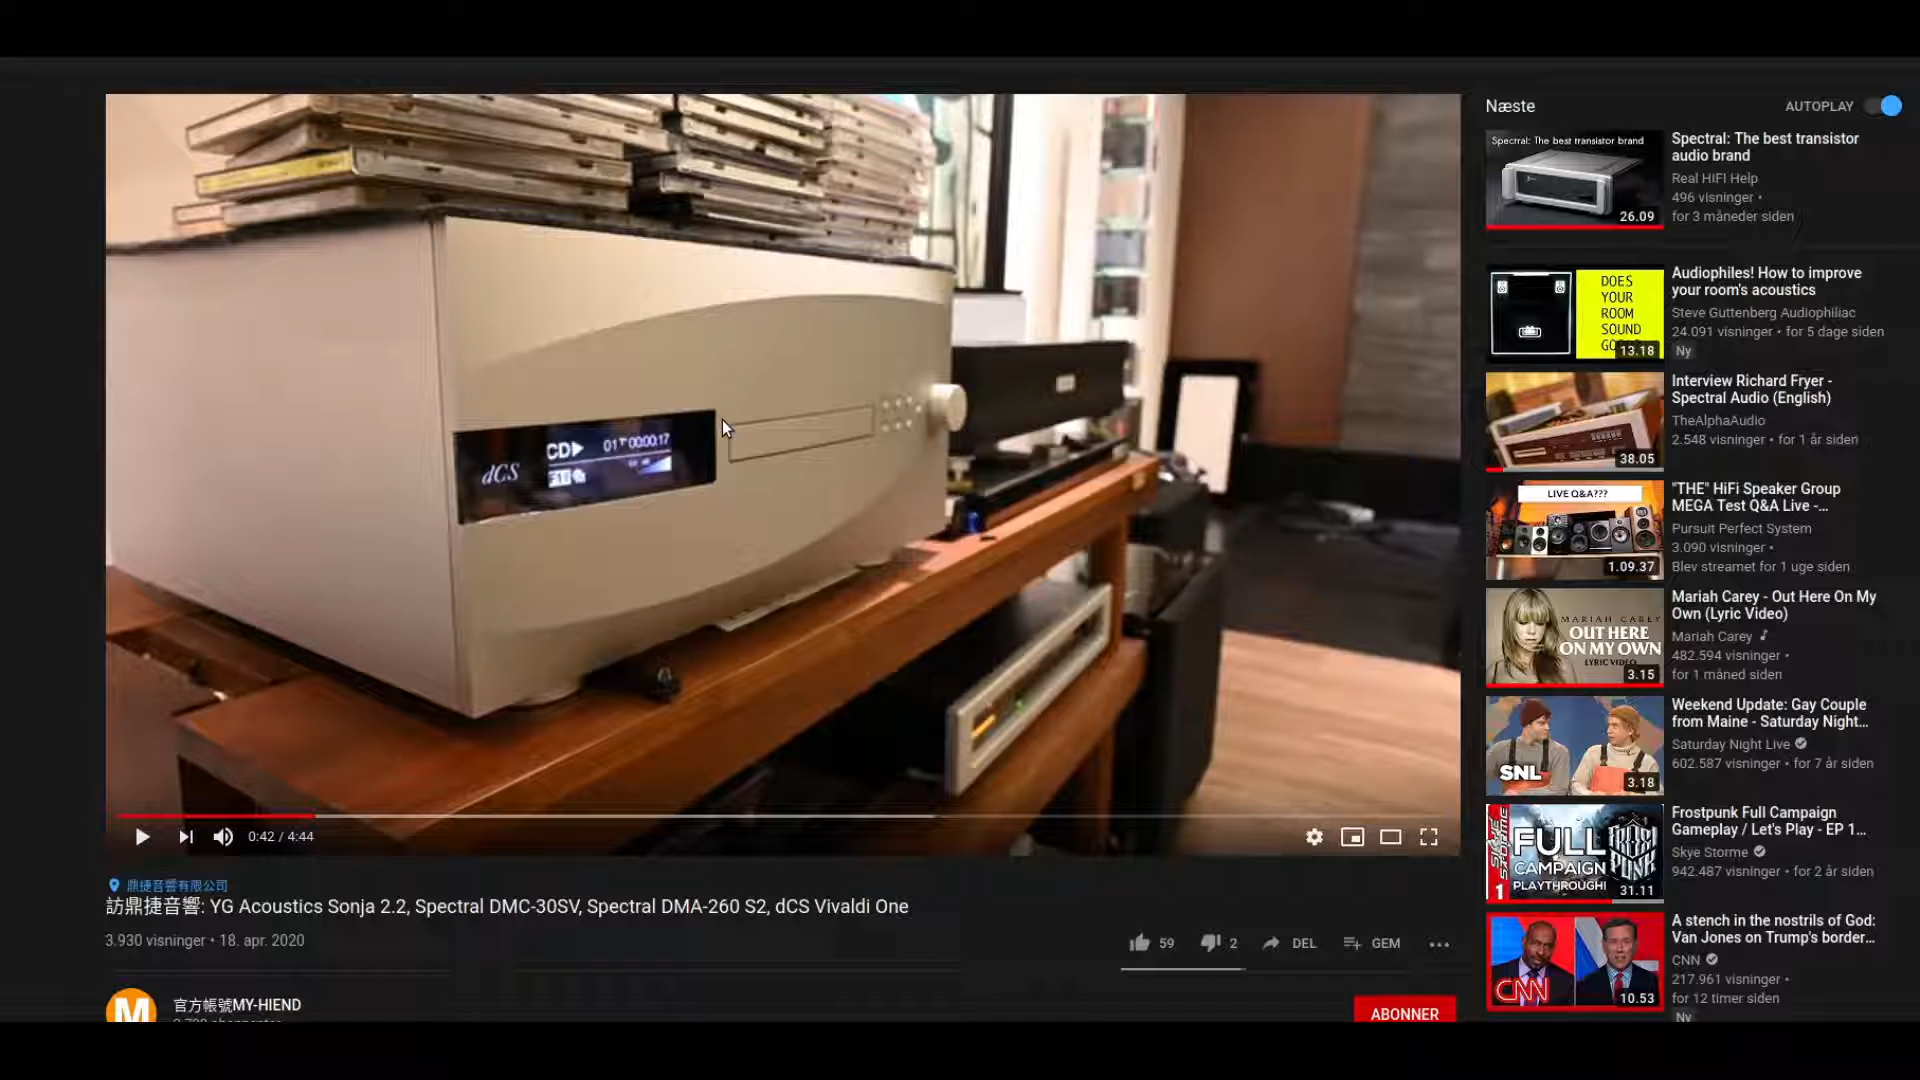 dCS
CD
01 00:00:17
0:42 / 4:44
鼎捷音響有限公司
訪鼎捷音響: YG Acoustics Sonja 2.2, Spectral DMC-30SV, Spectral DMA-260 S2, dCS Vivaldi One
3.930 visninger • 18. apr. 2020
59
2
DEL
GEM
M
官方帳號MY-HIEND
ABONNER
Næste
AUTOPLAY
Spectral: The best transistor brand
26.09
Spectral: The best transistor
audio brand
Real HIFI Help
496 visninger •
for 3 måneder siden
DOES
YOUR
ROOM
SOUND
13.18
Audiophiles! How to improve
your room's acoustics
Steve Guttenberg Audiophiliac
24.091 visninger • for 5 dage siden
Ny
38.05
Interview Richard Fryer -
Spectral Audio (English)
TheAlphaAudio
2.548 visninger • for 1 år siden
LIVE Q&A???
1.09.37
"THE" HiFi Speaker Group
MEGA Test Q&A Live -...
Pursuit Perfect System
3.090 visninger •
Blev streamet for 1 uge siden
MARIAH CAREY
OUT HERE
ON MY OWN
LYRIC VIDEO
3.15
Mariah Carey - Out Here On My
Own (Lyric Video)
Mariah Carey
482.594 visninger •
for 1 måned siden
SNL
3.18
Weekend Update: Gay Couple
from Maine - Saturday Night...
Saturday Night Live
602.587 visninger • for 7 år siden
SKYE STORME
1
FULL
CAMPAIGN
PLAYTHROUGH!
FROSTPUNK
31.11
Frostpunk Full Campaign
Gameplay / Let's Play - EP 1...
Skye Storme
942.487 visninger • for 2 år siden
CNN
10.53
A stench in the nostrils of God:
Van Jones on Trump's border...
CNN
217.961 visninger •
for 12 timer siden
Ny